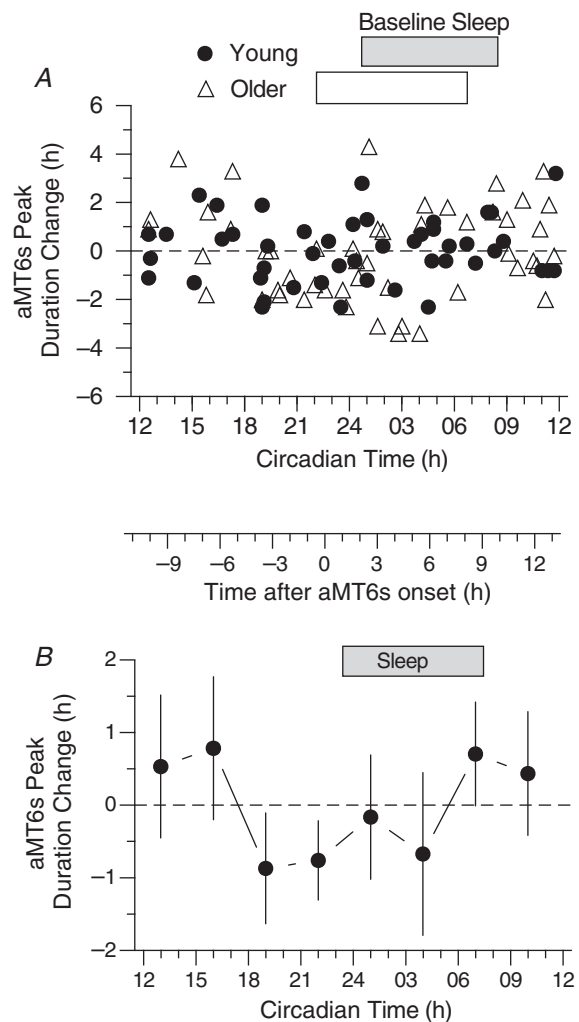 Baseline Sleep
Young
Older
A
6
4
2
0
−2
−4
−6
aMT6s Peak
Duration Change (h)
12 15 18 21 24 03 06 09 12
Circadian Time (h)
−9 −6 −3 0 3 6 9 12
Time after aMT6s onset (h)
B
Sleep
2
1
0
−1
−2
aMT6s Peak
Duration Change (h)
12 15 18 21 24 03 06 09 12
Circadian Time (h)